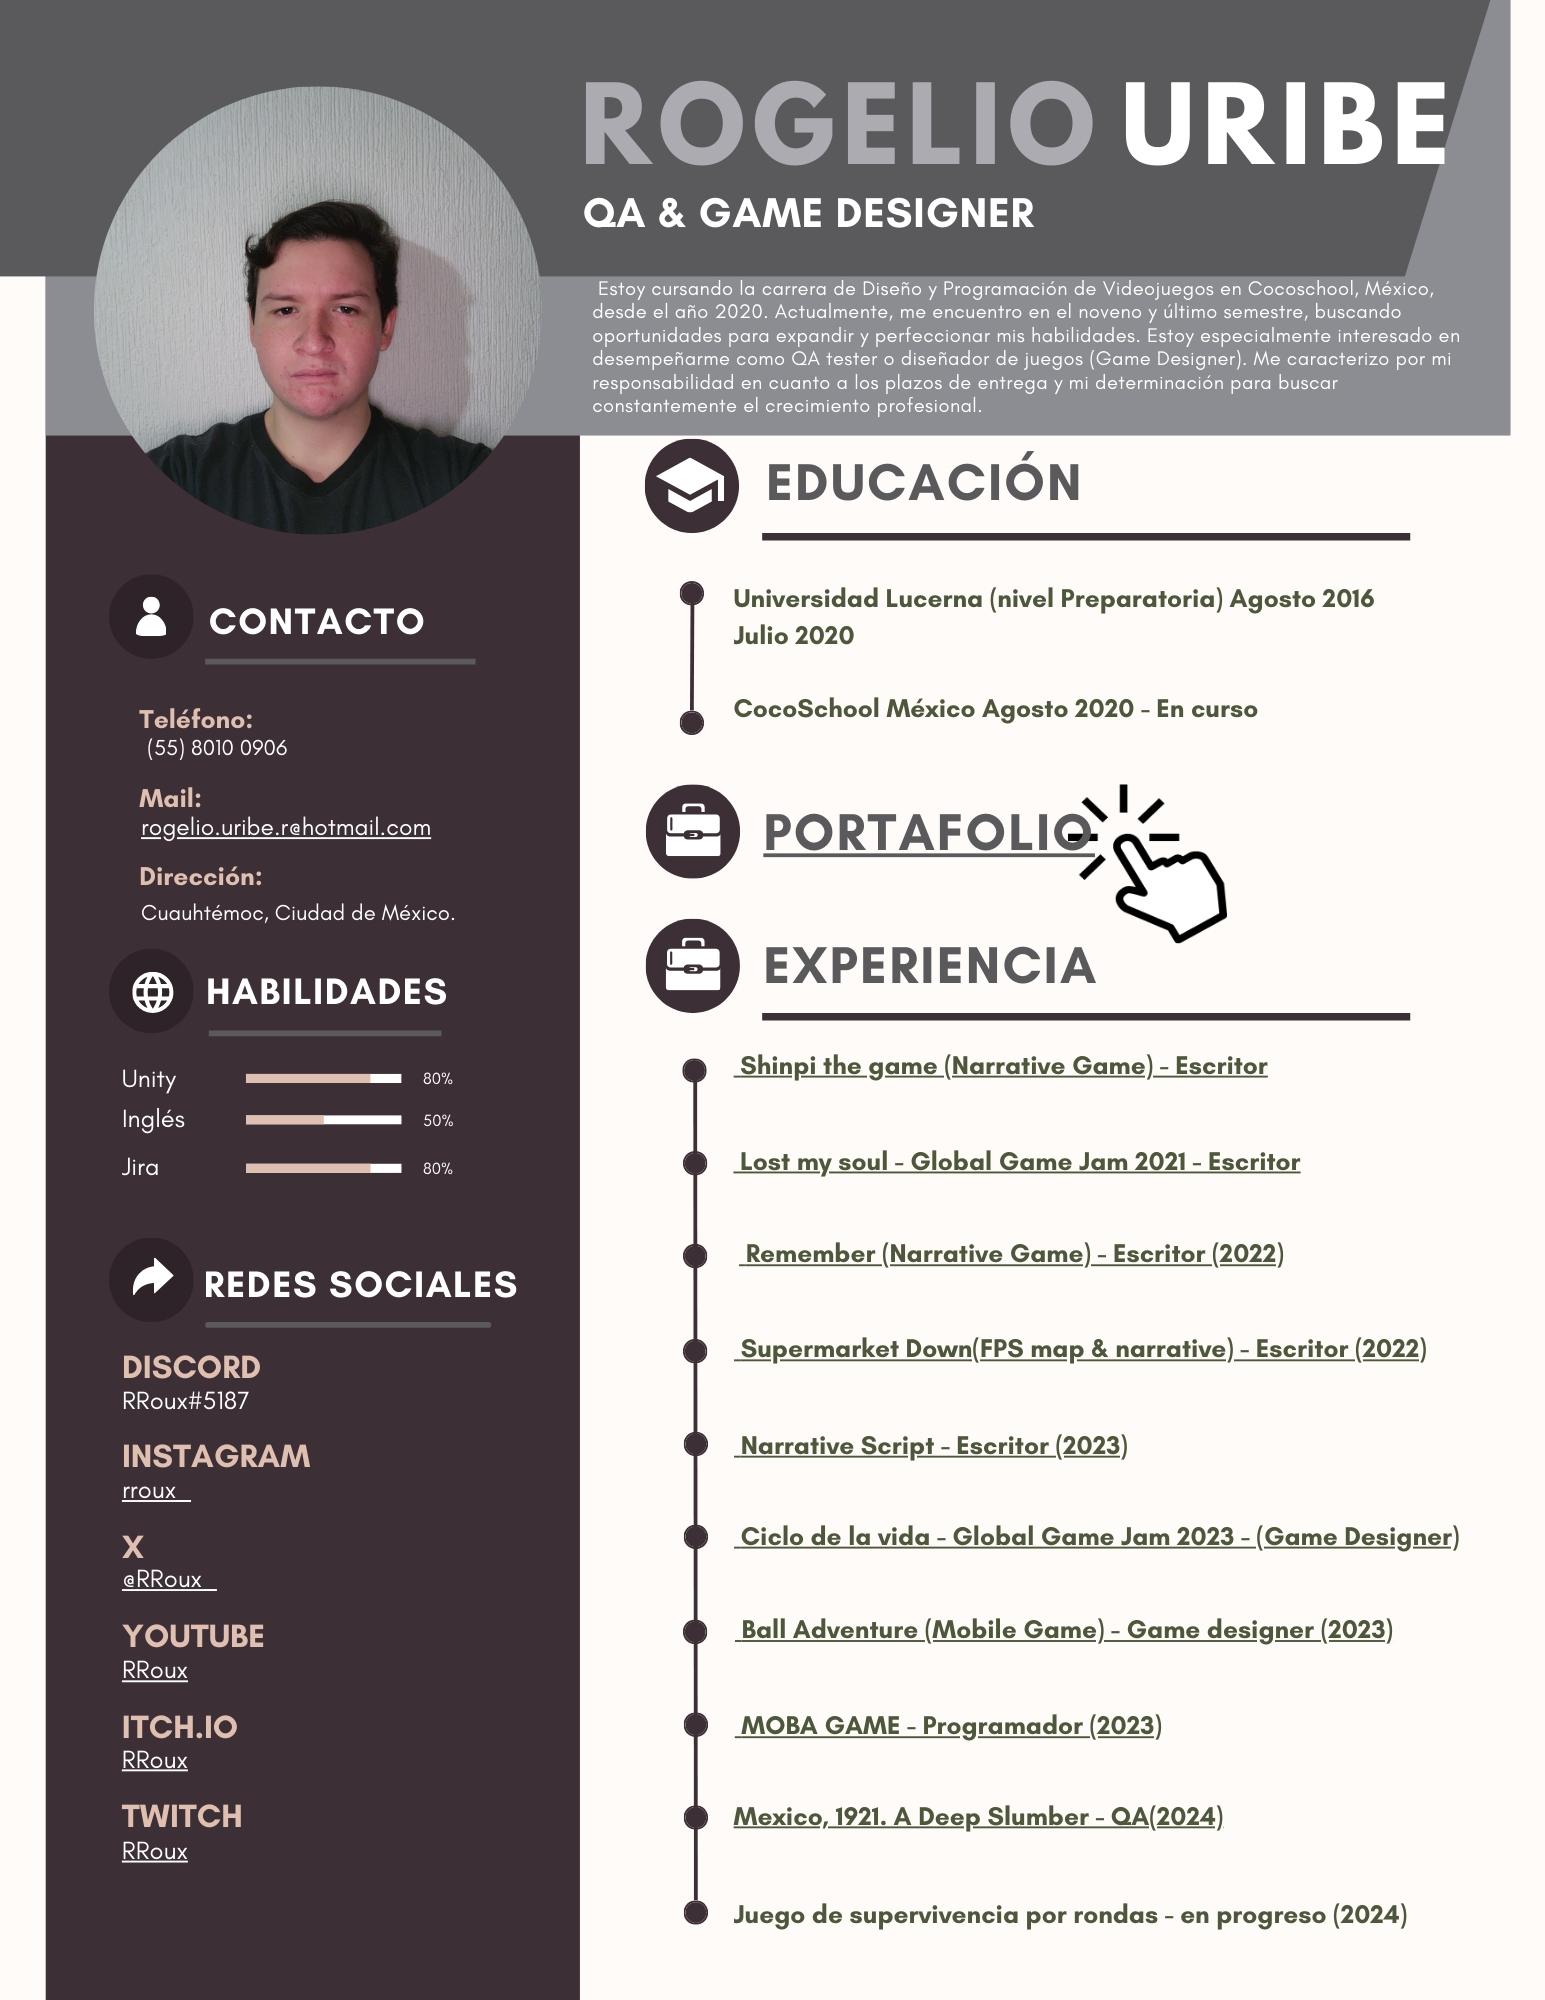 ROGELIO URIBE
QA & GAME DESIGNER
Estoy cursando la carrera de Diseño y Programación de Videojuegos en Cocoschool, México,
desde el año 2020. Actualmente, me encuentro en el noveno y último semestre, buscando
oportunidades para expandir y perfeccionar mis habilidades. Estoy especialmente interesado en
desempeñarme como QA tester o diseñador de juegos (Game Designer). Me caracterizo por mi
responsabilidad en cuanto a los plazos de entrega y mi determinación para buscar
constantemente el crecimiento profesional.
CONTACTO
Teléfono:
(55) 8010 0906
Mail:
rogelio.uribe.r@hotmail.com
Dirección:
Cuauhtémoc, Ciudad de México.
HABILIDADES
Unity 80%
Inglés 50%
Jira 80%
REDES SOCIALES
DISCORD
RRoux#5187
INSTAGRAM
rroux_
X
@RRoux_
YOUTUBE
RRoux
ITCH.IO
RRoux
TWITCH
RRoux
EDUCACIÓN
Universidad Lucerna (nivel Preparatoria) Agosto 2016
Julio 2020
CocoSchool México Agosto 2020 - En curso
PORTAFOLIO
EXPERIENCIA
Shinpi the game (Narrative Game) - Escritor
Lost my soul - Global Game Jam 2021 - Escritor
Remember (Narrative Game) - Escritor (2022)
Supermarket Down(FPS map & narrative) - Escritor (2022)
Narrative Script - Escritor (2023)
Ciclo de la vida - Global Game Jam 2023 - (Game Designer)
Ball Adventure (Mobile Game) - Game designer (2023)
MOBA GAME - Programador (2023)
Mexico, 1921. A Deep Slumber - QA(2024)
Juego de supervivencia por rondas - en progreso (2024)